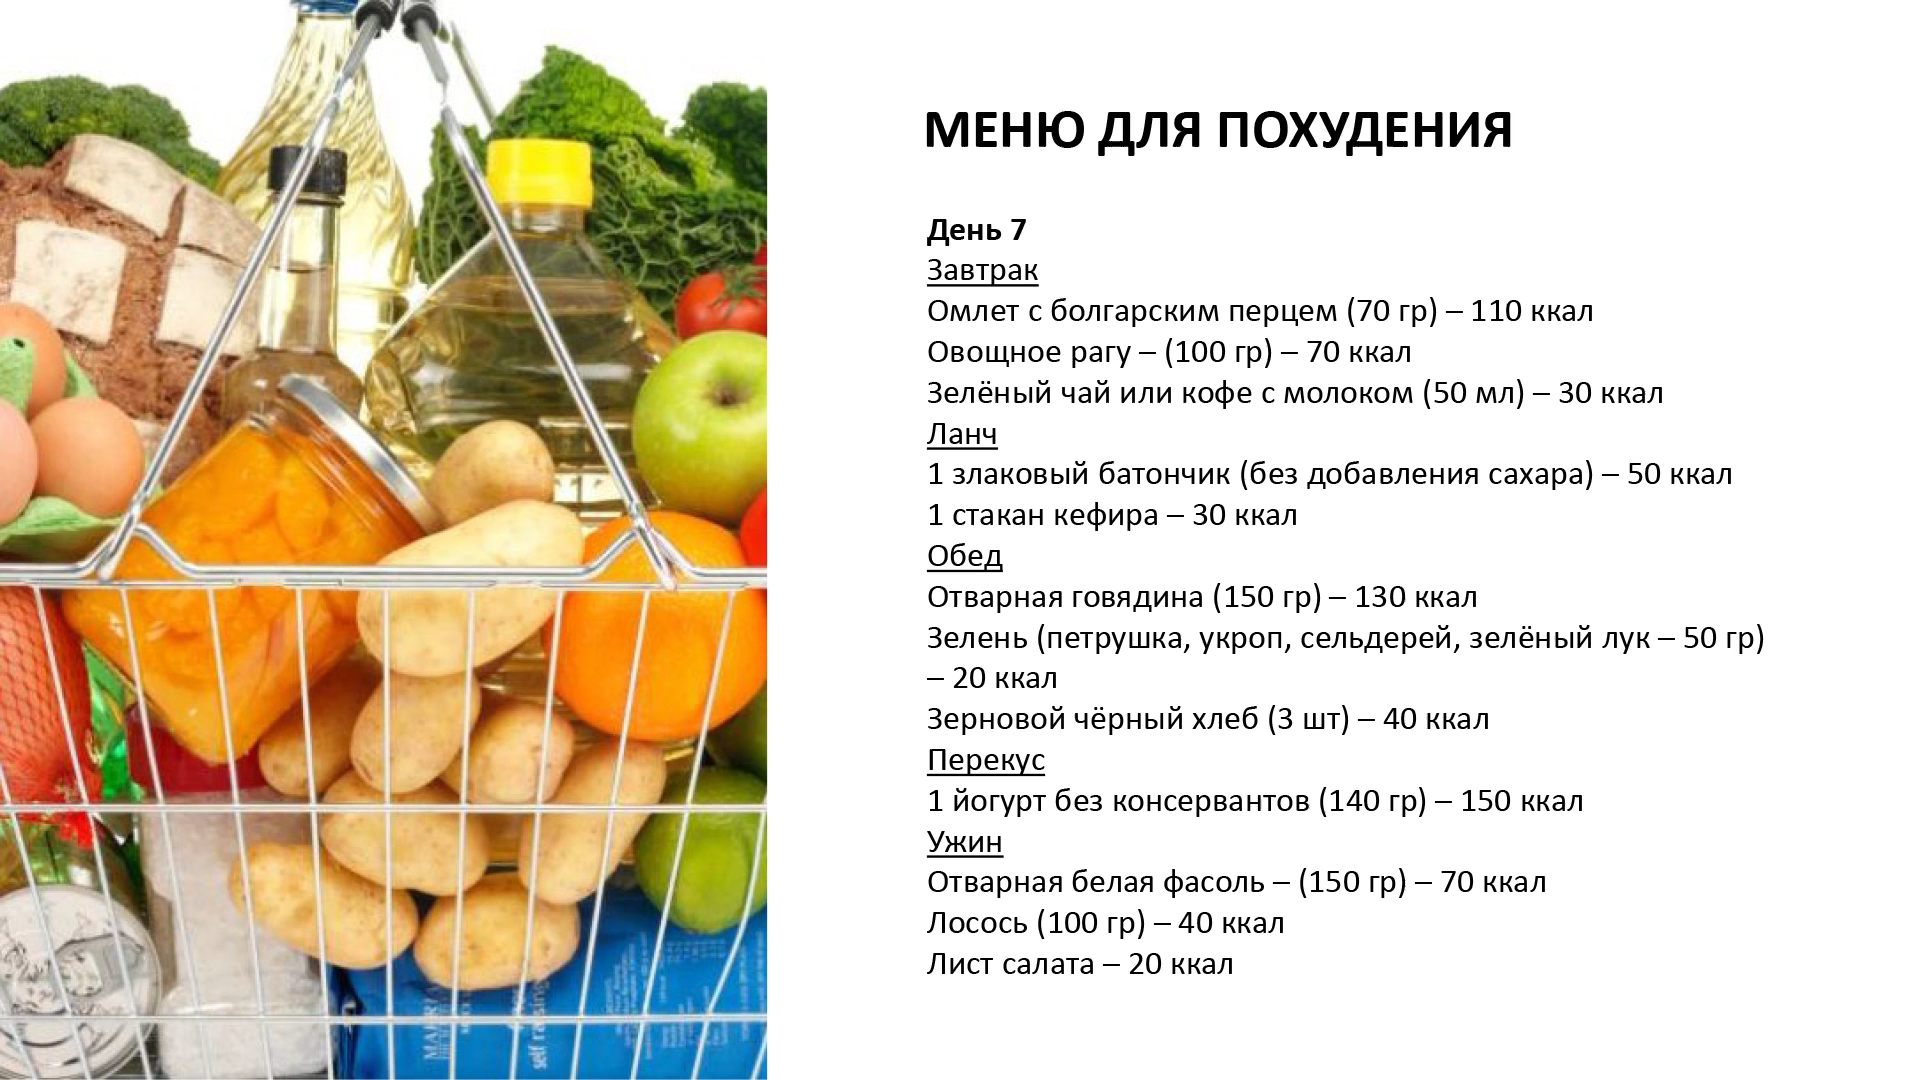 МЕНЮ ДЛЯ ПОХУДЕНИЯ
День 7
Завтрак
Омлет с болгарским перцем (70 гр) – 110 ккал
Овощное рагу – (100 гр) – 70 ккал
Зелёный чай или кофе с молоком (50 мл) – 30 ккал
Ланч
1 злаковый батончик (без добавления сахара) – 50 ккал
1 стакан кефира – 30 ккал
Обед
Отварная говядина (150 гр) – 130 ккал
Зелень (петрушка, укроп, сельдерей, зелёный лук – 50 гр)
– 20 ккал
Зерновой чёрный хлеб (3 шт) – 40 ккал
Перекус
1 йогурт без консервантов (140 гр) – 150 ккал
Ужин
Отварная белая фасоль – (150 гр) – 70 ккал
Лосось (100 гр) – 40 ккал
Лист салата – 20 ккал
self raising